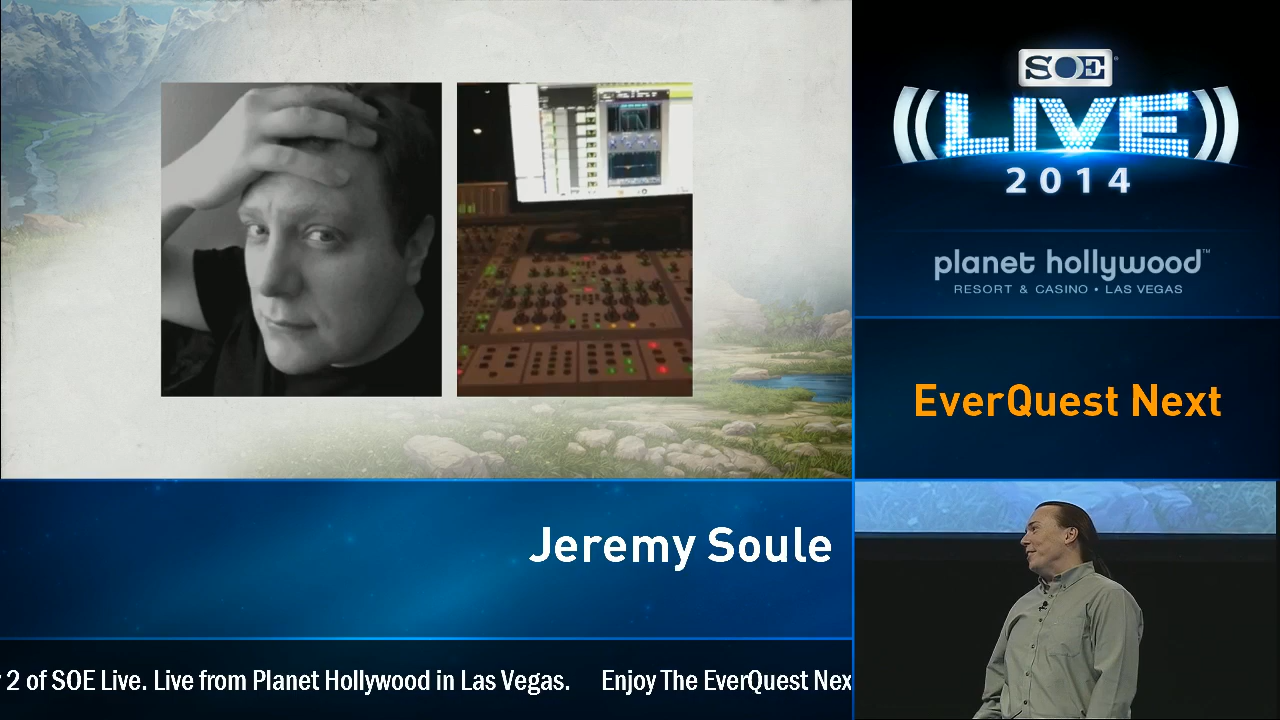 SOE
LIVE
2014
planet hollywood™
RESORT & CASINO • LAS VEGAS
EverQuest Next
Jeremy Soule
2 of SOE Live. Live from Planet Hollywood in Las Vegas. Enjoy The EverQuest Nex